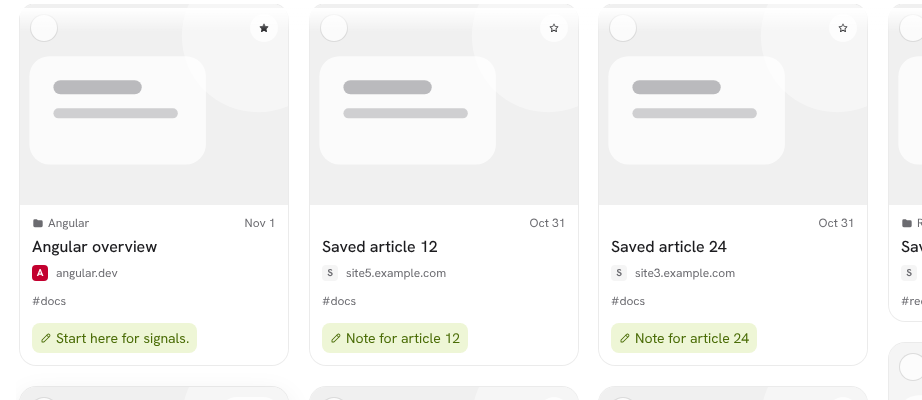 Angular Nov 1
Angular overview
A angular.dev
#docs
Start here for signals.
Oct 31
Saved article 12
S site5.example.com
#docs
Note for article 12
Oct 31
Saved article 24
S site3.example.com
#docs
Note for article 24
S